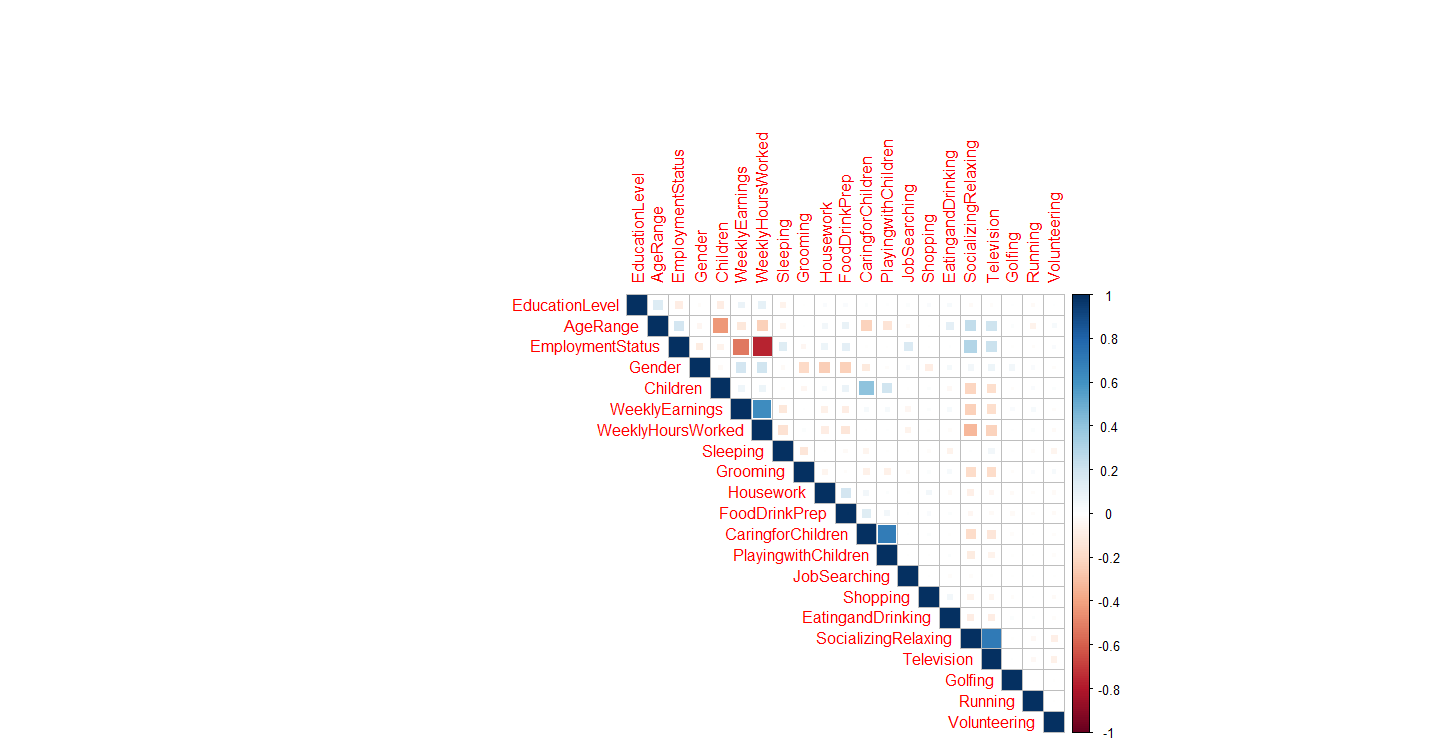 EducationLevel
AgeRange
EmploymentStatus
Gender
Children
WeeklyEarnings
WeeklyHoursWorked
Sleeping
Grooming
Housework
FoodDrinkPrep
CaringforChildren
PlayingwithChildren
JobSearching
Shopping
EatingandDrinking
SocializingRelaxing
Television
Golfing
Running
Volunteering
EducationLevel
AgeRange
EmploymentStatus
Gender
Children
WeeklyEarnings
WeeklyHoursWorked
Sleeping
Grooming
Housework
FoodDrinkPrep
CaringforChildren
PlayingwithChildren
JobSearching
Shopping
EatingandDrinking
SocializingRelaxing
Television
Golfing
Running
Volunteering
1
0.8
0.6
0.4
0.2
0
-0.2
-0.4
-0.6
-0.8
-1